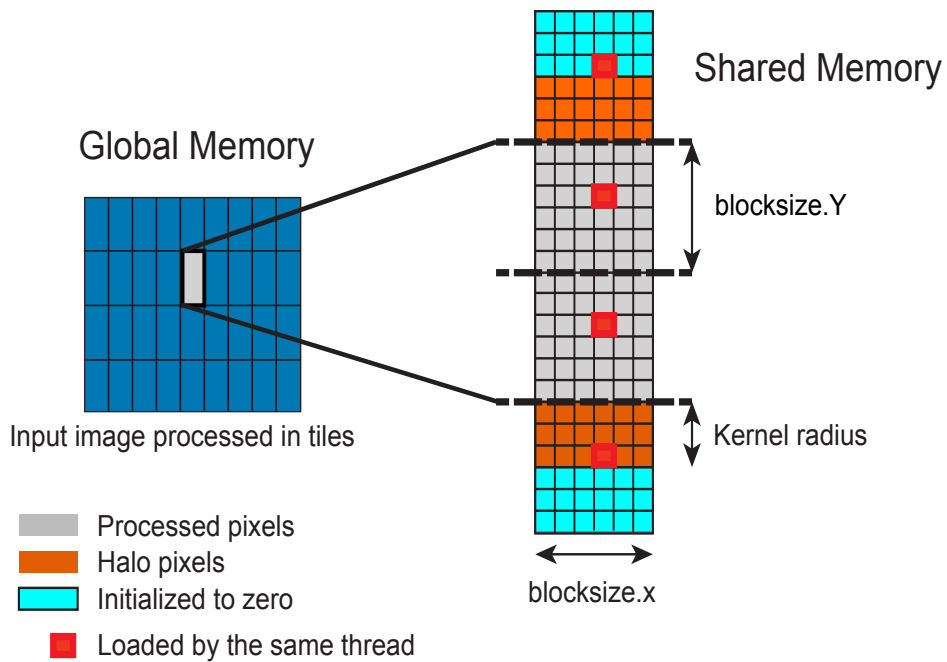 Shared Memory
Global Memory
blocksize.Y
Input image processed in tiles
Kernel radius
Processed pixels
Halo pixels
Initialized to zero
blocksize.x
Loaded by the same thread